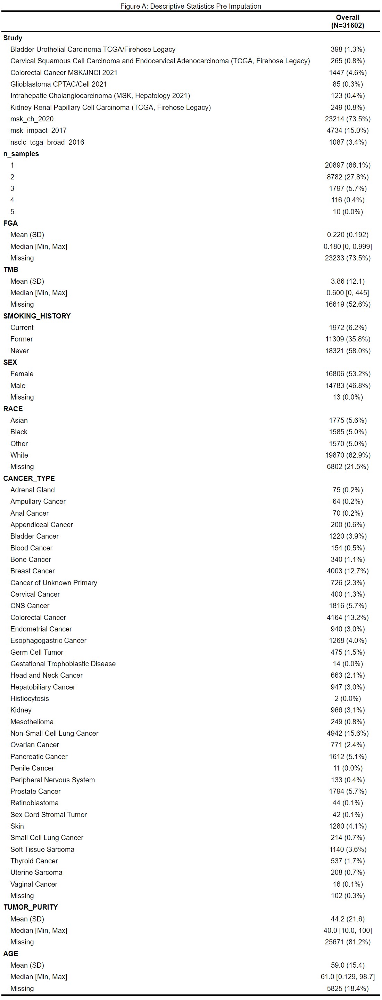 Figure A: Descriptive Statistics Pre Imputation
Overall
(N=31602)
Study
Bladder Urothelial Carcinoma TCGA/Firehose Legacy 398 (1.3%)
Cervical Squamous Cell Carcinoma and Endocervical Adenocarcinoma (TCGA, Firehose Legacy) 265 (0.8%)
Colorectal Cancer MSK/JNCI 2021 1447 (4.6%)
Glioblastoma CPTAC/Cell 2021 85 (0.3%)
Intrahepatic Cholangiocarcinoma (MSK, Hepatology 2021) 123 (0.4%)
Kidney Renal Papillary Cell Carcinoma (TCGA, Firehose Legacy) 249 (0.8%)
msk_ch_2020 23214 (73.5%)
msk_impact_2017 4734 (15.0%)
nsclc_tcga_broad_2016 1087 (3.4%)
n_samples
1 20897 (66.1%)
2 8782 (27.8%)
3 1797 (5.7%)
4 116 (0.4%)
5 10 (0.0%)
FGA
Mean (SD) 0.220 (0.192)
Median [Min, Max] 0.180 [0, 0.999]
Missing 23233 (73.5%)
TMB
Mean (SD) 3.86 (12.1)
Median [Min, Max] 0.600 [0, 445]
Missing 16619 (52.6%)
SMOKING_HISTORY
Current 1972 (6.2%)
Former 11309 (35.8%)
Never 18321 (58.0%)
SEX
Female 16806 (53.2%)
Male 14783 (46.8%)
Missing 13 (0.0%)
RACE
Asian 1775 (5.6%)
Black 1585 (5.0%)
Other 1570 (5.0%)
White 19870 (62.9%)
Missing 6802 (21.5%)
CANCER_TYPE
Adrenal Gland 75 (0.2%)
Ampullary Cancer 64 (0.2%)
Anal Cancer 70 (0.2%)
Appendiceal Cancer 200 (0.6%)
Bladder Cancer 1220 (3.9%)
Blood Cancer 154 (0.5%)
Bone Cancer 340 (1.1%)
Breast Cancer 4003 (12.7%)
Cancer of Unknown Primary 726 (2.3%)
Cervical Cancer 400 (1.3%)
CNS Cancer 1816 (5.7%)
Colorectal Cancer 4164 (13.2%)
Endometrial Cancer 940 (3.0%)
Esophagogastric Cancer 1268 (4.0%)
Germ Cell Tumor 475 (1.5%)
Gestational Trophoblastic Disease 14 (0.0%)
Head and Neck Cancer 663 (2.1%)
Hepatobiliary Cancer 947 (3.0%)
Histiocytosis 2 (0.0%)
Kidney 966 (3.1%)
Mesothelioma 249 (0.8%)
Non-Small Cell Lung Cancer 4942 (15.6%)
Ovarian Cancer 771 (2.4%)
Pancreatic Cancer 1612 (5.1%)
Penile Cancer 11 (0.0%)
Peripheral Nervous System 133 (0.4%)
Prostate Cancer 1794 (5.7%)
Retinoblastoma 44 (0.1%)
Sex Cord Stromal Tumor 42 (0.1%)
Skin 1280 (4.1%)
Small Cell Lung Cancer 214 (0.7%)
Soft Tissue Sarcoma 1140 (3.6%)
Thyroid Cancer 537 (1.7%)
Uterine Sarcoma 208 (0.7%)
Vaginal Cancer 16 (0.1%)
Missing 102 (0.3%)
TUMOR_PURITY
Mean (SD) 44.2 (21.6)
Median [Min, Max] 40.0 [10.0, 100]
Missing 25671 (81.2%)
AGE
Mean (SD) 59.0 (15.4)
Median [Min, Max] 61.0 [0.129, 98.7]
Missing 5825 (18.4%)